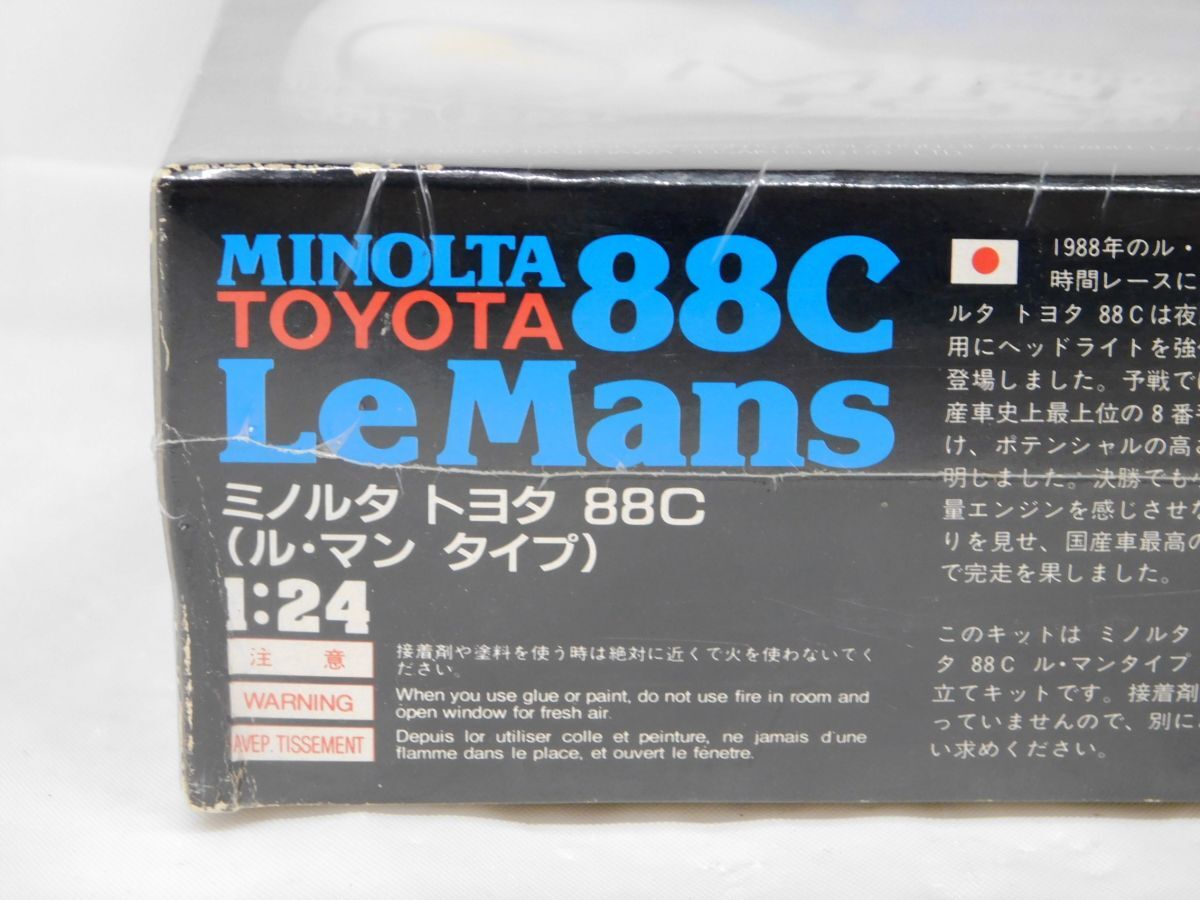 MINOLTA
TOYOTA 88C
Le Mans
ミノルタ トヨタ 88C
(ル・マン タイプ)
1:24
注 意
接着剤や塗料を使う時は絶対に近くで火を使わないでく
ださい。
WARNING
When you use glue or paint, do not use fire in room and
open window for fresh air.
AVEP. TISSEMENT
Depuis lor utiliser colle et peinture, ne jamais d'une
flamme dans le place, et ouvert le fénetre.
1988年のル・
時間レースに
ルタ トヨタ 88Cは夜
用にヘッドライトを強
登場しました。予戦で
産車史上最上位の8番
け、ポテンシャルの高
明しました。決勝でも
量エンジンを感じさせ
りを見せ、国産車最高の
で完走を果しました。
このキットは ミノルタ
タ 88C ル・マンタイプ
立てキットです。接着剤
っていませんので、別に
い求めください。